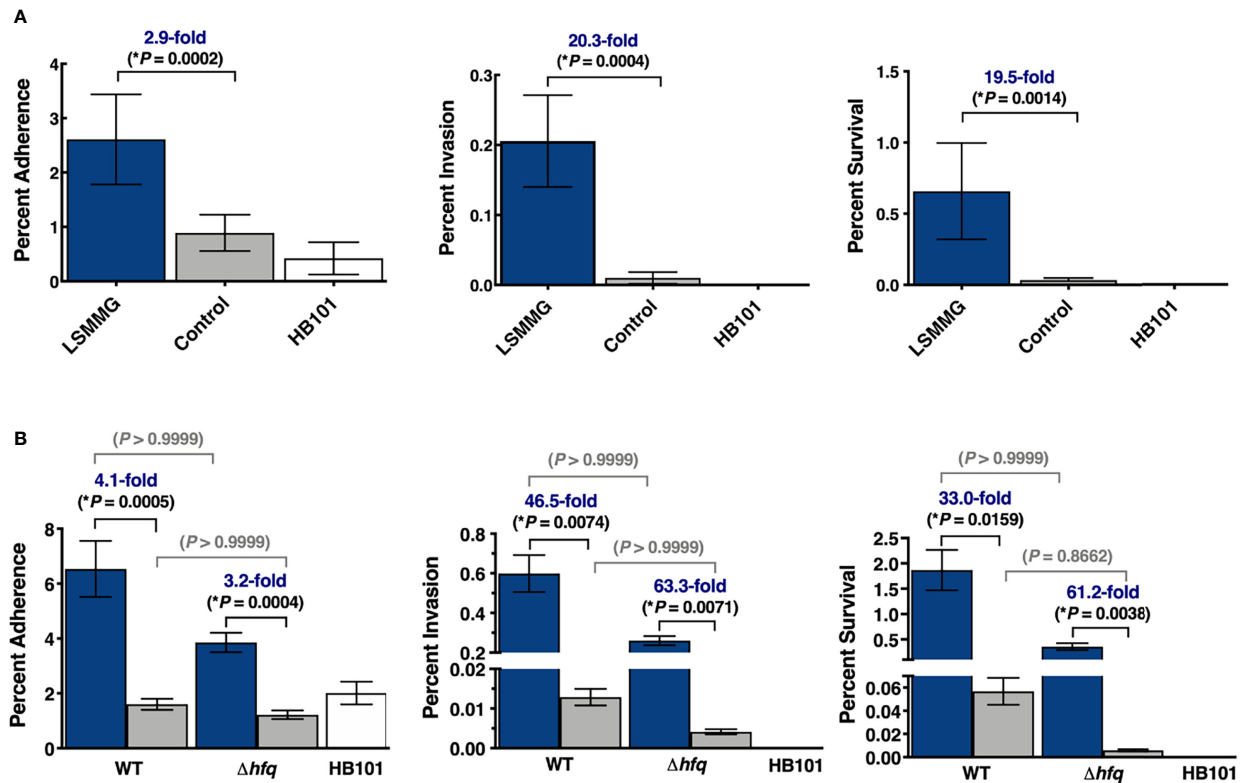 A
2.9-fold
(*P = 0.0002)
Percent Adherence
4
3
2
1
0
LSMMG
Control
HB101
20.3-fold
(*P = 0.0004)
Percent Invasion
0.3
0.2
0.1
0.0
LSMMG
Control
HB101
19.5-fold
(*P = 0.0014)
Percent Survival
1.5
1.0
0.5
0.0
LSMMG
Control
HB101
B
(P > 0.9999)
4.1-fold
(*P = 0.0005)
(P > 0.9999)
3.2-fold
(*P = 0.0004)
Percent Adherence
8
6
4
2
0
WT
Δhfq
HB101
(P > 0.9999)
46.5-fold
(*P = 0.0074)
(P > 0.9999)
63.3-fold
(*P = 0.0071)
Percent Invasion
0.8
0.6
0.4
0.2
0.02
0.01
0.00
WT
Δhfq
HB101
(P > 0.9999)
33.0-fold
(*P = 0.0159)
(P = 0.8662)
61.2-fold
(*P = 0.0038)
Percent Survival
2.5
2.0
1.5
1.0
0.5
0.06
0.04
0.02
0.00
WT
Δhfq
HB101